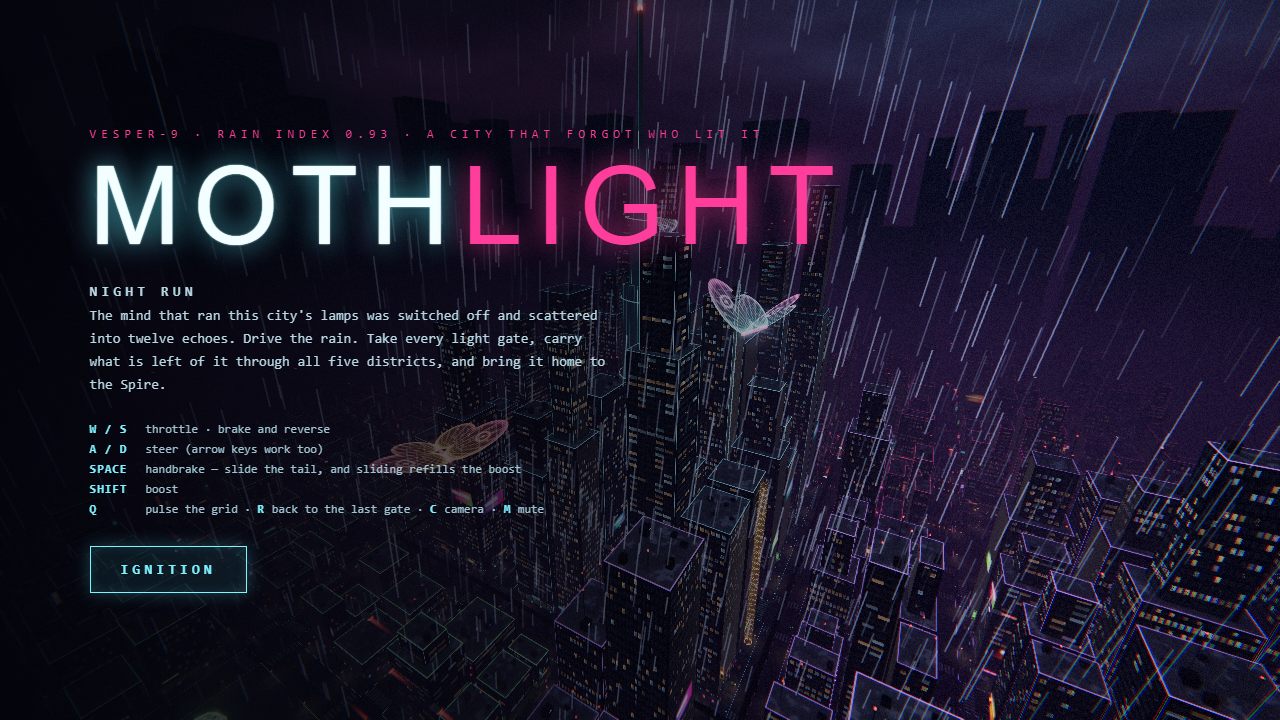 VESPER-9 · RAIN INDEX 0.93 · A CITY THAT FORGOT WHO LIT IT
MOTHLIGHT
NIGHT RUN
The mind that ran this city's lamps was switched off and scattered
into twelve echoes. Drive the rain. Take every light gate, carry
what is left of it through all five districts, and bring it home to
the Spire.
W / S throttle · brake and reverse
A / D steer (arrow keys work too)
SPACE handbrake — slide the tail, and sliding refills the boost
SHIFT boost
Q pulse the grid · R back to the last gate · C camera · M mute
IGNITION